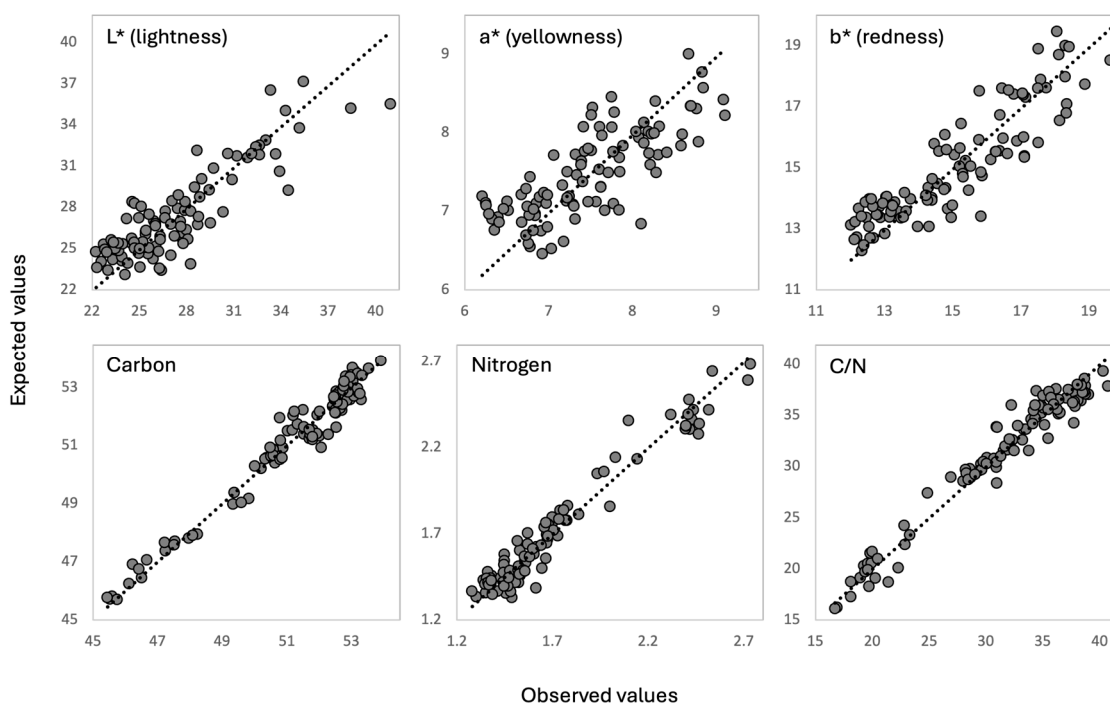 L* (lightness)
40
37
34
31
28
25
22
22 25 28 31 34 37 40
a* (yellowness)
9
8
7
6
6 7 8 9
b* (redness)
19
17
15
13
11
11 13 15 17 19
Expected values
Carbon
53
51
49
47
45
45 47 49 51 53
Nitrogen
2.7
2.2
1.7
1.2
1.2 1.7 2.2 2.7
C/N
40
35
30
25
20
15
15 20 25 30 35 40
Observed values